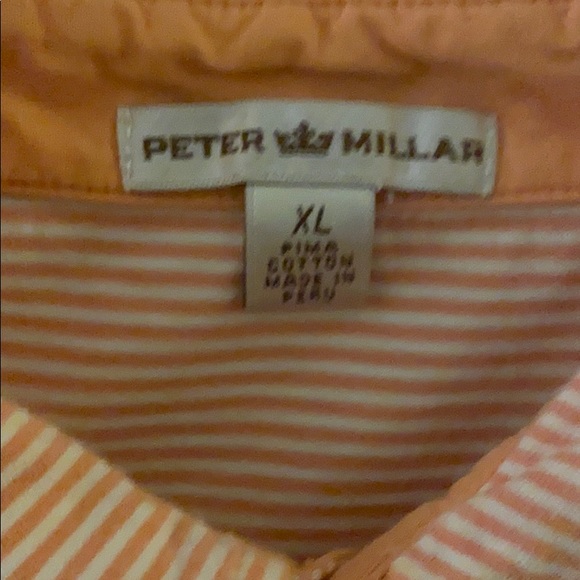 PETER MILLAR
XL
PIMA
COTTON
MADE IN
PERU